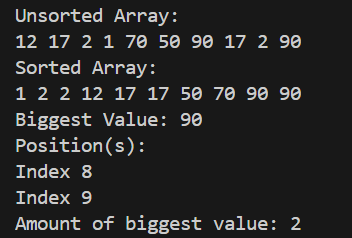 Unsorted Array:
12 17 2 1 70 50 90 17 2 90
Sorted Array:
1 2 2 12 17 17 50 70 90 90
Biggest Value: 90
Position(s):
Index 8
Index 9
Amount of biggest value: 2